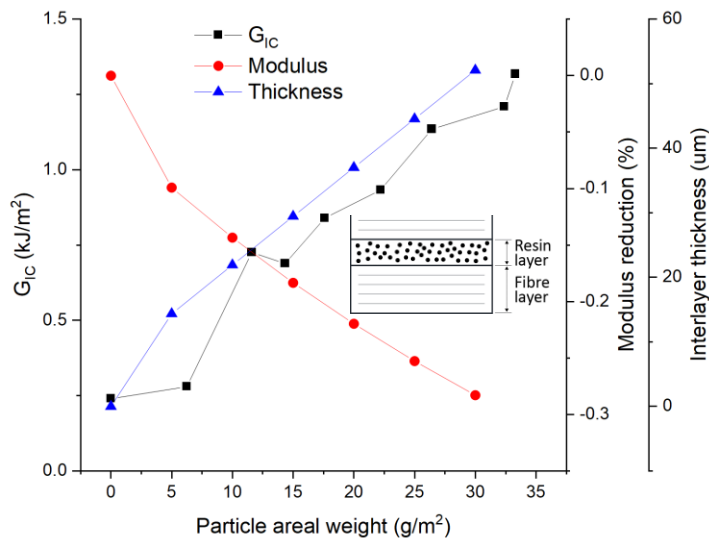 G_IC
Modulus
Thickness
1.5
1.0
0.5
0.0
G_IC (kJ/m²)
0
5
10
15
20
25
30
35
Particle areal weight (g/m²)
0.0
-0.1
-0.2
-0.3
Modulus reduction (%)
60
40
20
0
Interlayer thickness (um)
Resin
layer
Fibre
layer